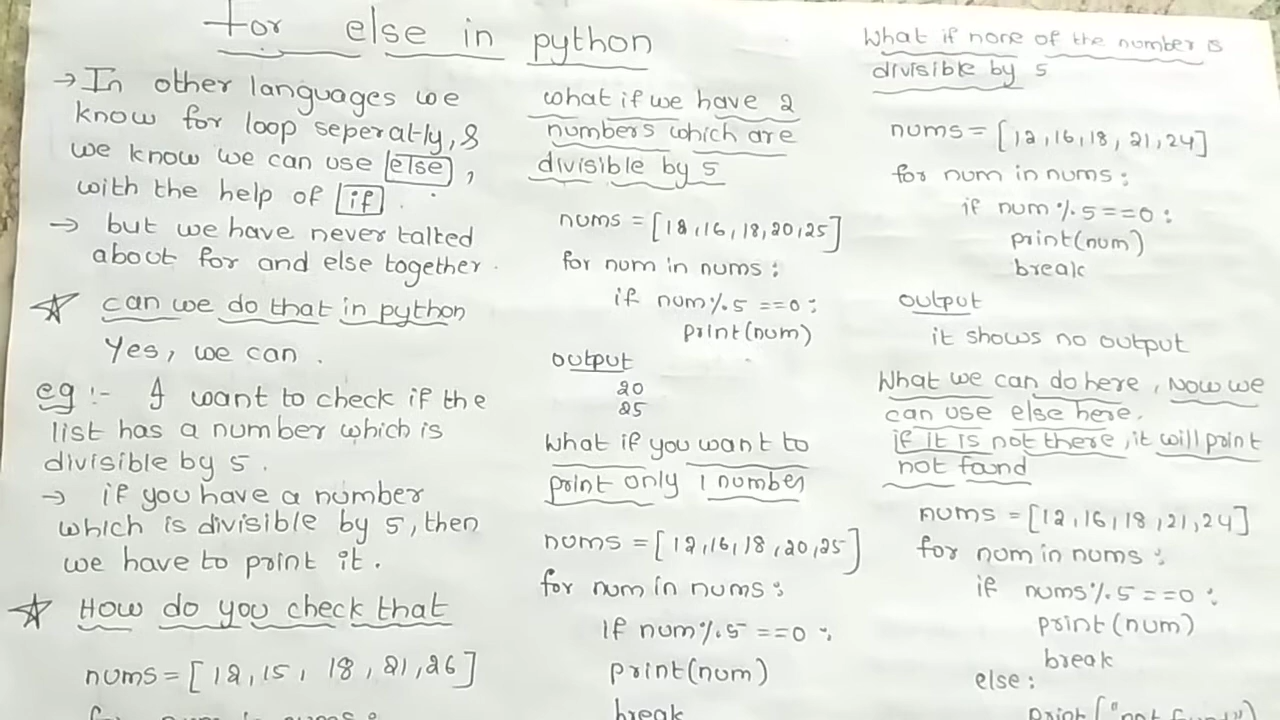 for else in python
→ In other languages we
know for loop seperatly, &
we know we can use else,
with the help of if.
→ but we have never talked
about for and else together.
☆ can we do that in python
Yes, we can.
eg :- I want to check if the
list has a number which is
divisible by 5.
→ if you have a number
which is divisible by 5, then
we have to print it.
☆ How do you check that
nums = [12, 15, 18, 21, 26]
for num in nums :
what if we have 2
numbers which are
divisible by 5
nums = [12,16,18,20,25]
for num in nums :
if num%5 ==0 :
print(num)
output
20
25
What if you want to
print only 1 number
nums = [12,16,18,20,25]
for num in nums :
If num%5 ==0 :
print(num)
break
What if none of the number is
divisible by 5
nums = [12,16,18,21,24]
for num in nums :
if num%5==0 :
print(num)
break
output
it shows no output
What we can do here, Now we
can use else here.
if it is not there, it will print
not found
nums = [12,16,18,21,24]
for num in nums :
if nums%5==0 :
print(num)
break
else :
print("not found")